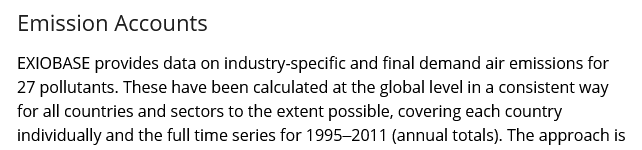 Emission Accounts
EXIOBASE provides data on industry-specific and final demand air emissions for
27 pollutants. These have been calculated at the global level in a consistent way
for all countries and sectors to the extent possible, covering each country
individually and the full time series for 1995–2011 (annual totals). The approach is